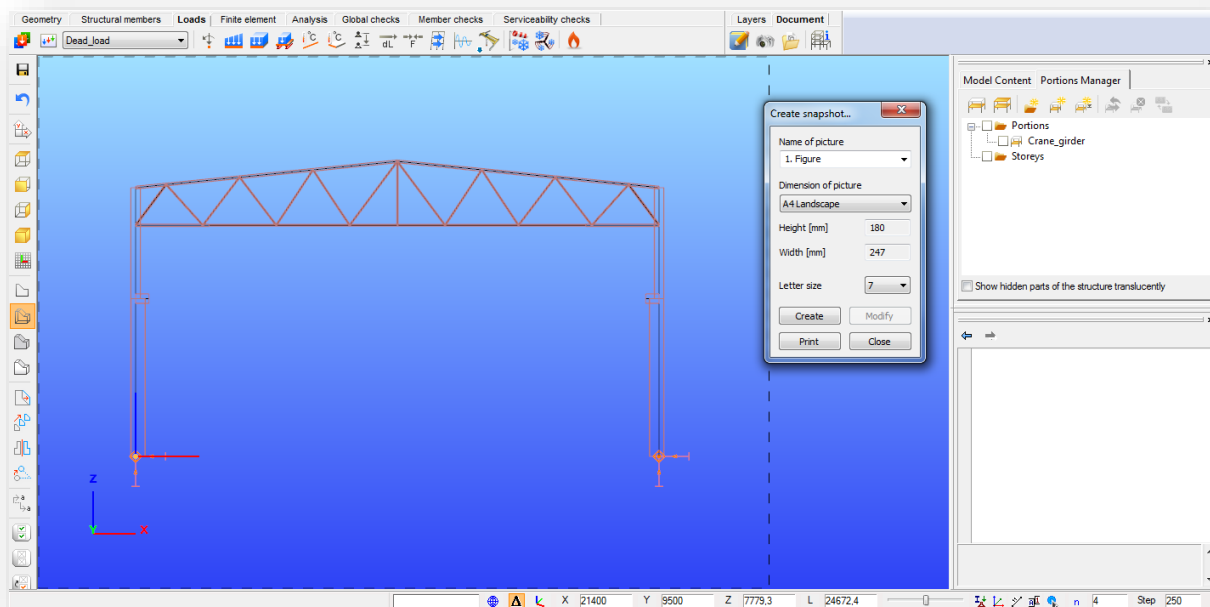 Geometry Structural members Loads Finite element Analysis Global checks Member checks Serviceability checks Layers Document
Dead_load
Model Content Portions Manager
Portions
Crane_girder
Storeys
Show hidden parts of the structure translucently
Create snapshot...
Name of picture
1. Figure
Dimension of picture
A4 Landscape
Height [mm] 180
Width [mm] 247
Letter size 7
Create Modify
Print Close
Z
Y X
Δ X 21400 Y 9500 Z 7779,3 L 24672,4 n 4 Step 250